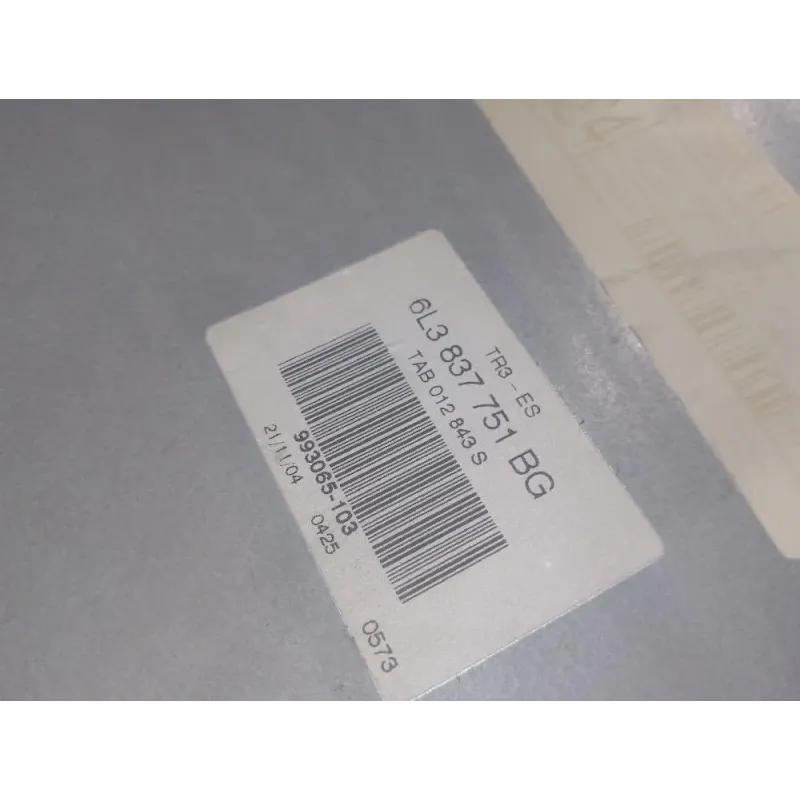 TR3 - ES
6L3 837 751 BG
TAB 012 843 S
993065-103
21/11/04 0425
0573